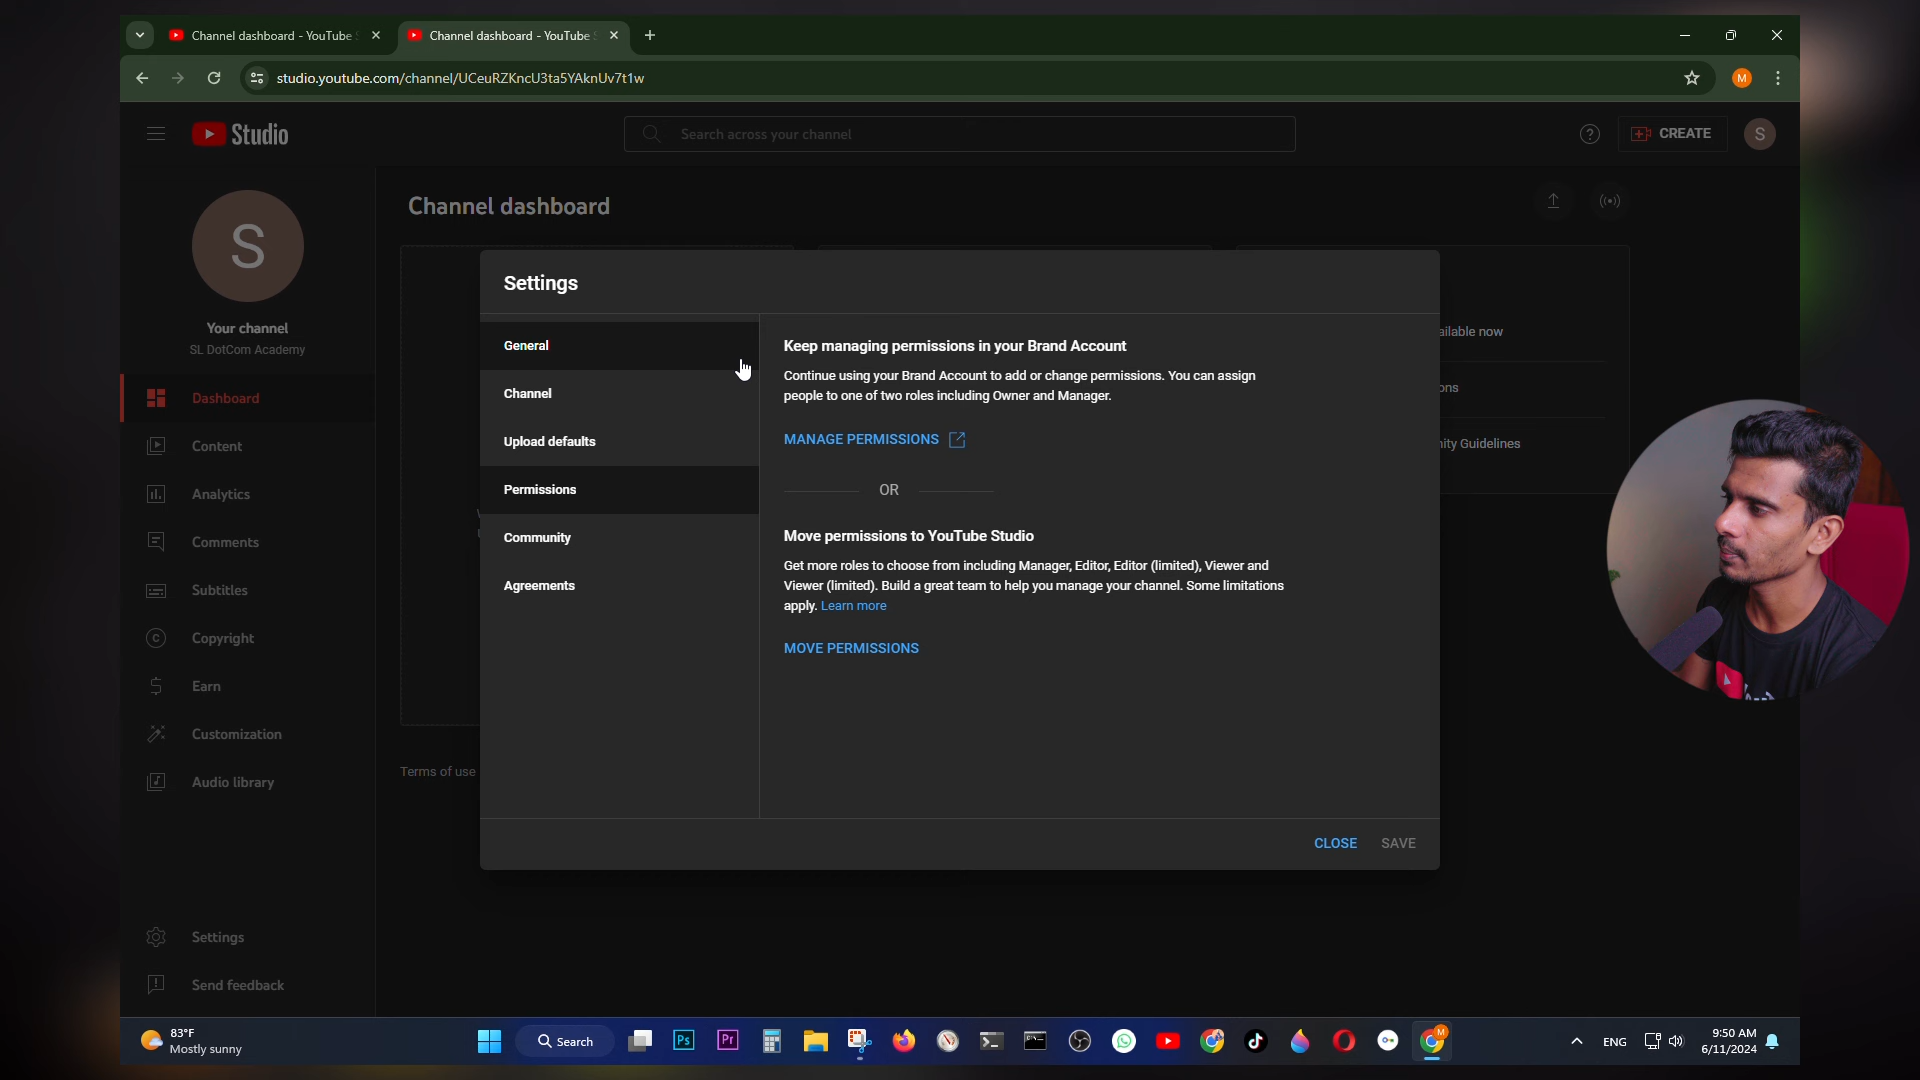 Channel dashboard - YouTube
Channel dashboard - YouTube
studio.youtube.com/channel/UCeuRZKncU3ta5YAknUv7t1w
M
Studio
Search across your channel
CREATE
S
S
Your channel
SL DotCom Academy
Dashboard
Content
Analytics
Comments
Subtitles
Copyright
Earn
Customization
Audio library
Settings
Send feedback
Channel dashboard
Terms of use
ailable now
ons
ity Guidelines
Settings
General
Channel
Upload defaults
Permissions
Community
Agreements
Keep managing permissions in your Brand Account
Continue using your Brand Account to add or change permissions. You can assign
people to one of two roles including Owner and Manager.
MANAGE PERMISSIONS
OR
Move permissions to YouTube Studio
Get more roles to choose from including Manager, Editor, Editor (limited), Viewer and
Viewer (limited). Build a great team to help you manage your channel. Some limitations
apply. Learn more
MOVE PERMISSIONS
CLOSE SAVE
83°F
Mostly sunny
Search
Ps
Pr
M
ENG
9:50 AM
6/11/2024